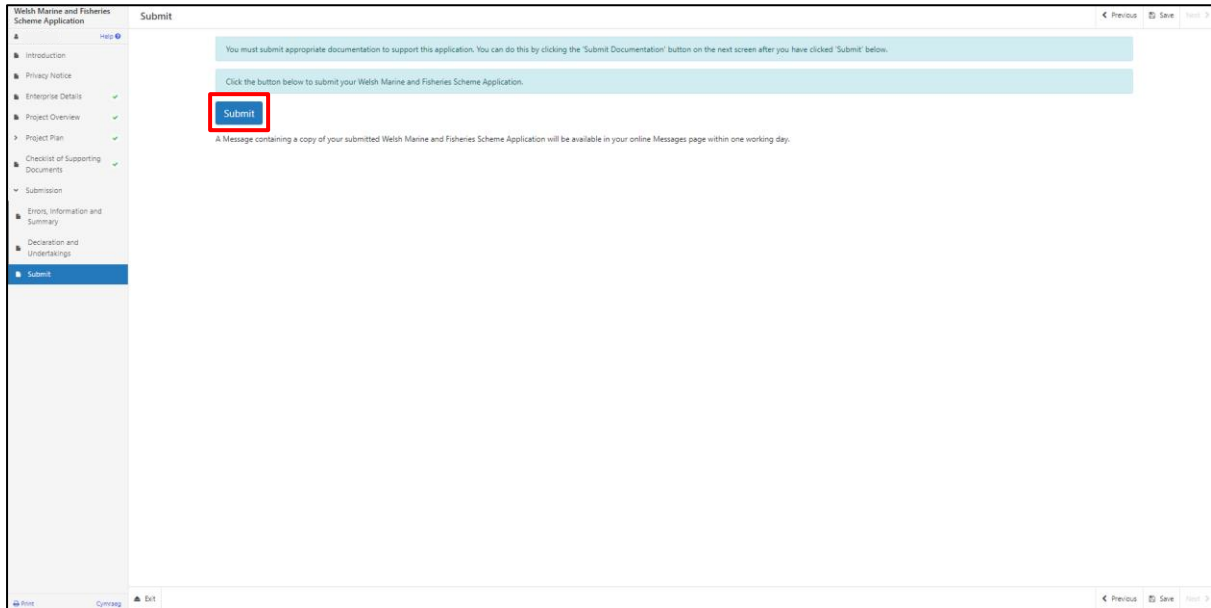 Welsh Marine and Fisheries
Scheme Application
Submit
Previous
Save
Next
Help
Introduction
Privacy Notice
Enterprise Details
Project Overview
Project Plan
Checklist of Supporting
Documents
Submission
Errors, Information and
Summary
Declaration and
Undertakings
Submit
You must submit appropriate documentation to support this application. You can do this by clicking the 'Submit Documentation' button on the next screen after you have clicked 'Submit' below.
Click the button below to submit your Welsh Marine and Fisheries Scheme Application.
Submit
A Message containing a copy of your submitted Welsh Marine and Fisheries Scheme Application will be available in your online Messages page within one working day.
Print
Cymraeg
Exit
Previous
Save
Next